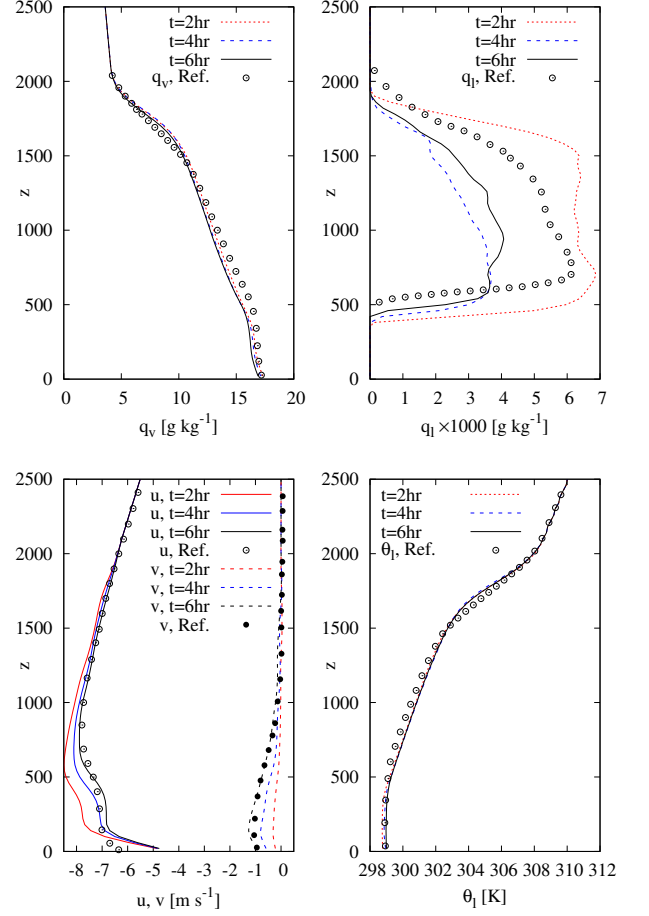 2500
2000
1500
1000
500
0
z
t=2hr
t=4hr
t=6hr
q_v, Ref.
0 5 10 15 20
q_v [g kg^-1]
2500
2000
1500
1000
500
0
z
t=2hr
t=4hr
t=6hr
q_l, Ref.
0 1 2 3 4 5 6 7
q_l ×1000 [g kg^-1]
2500
2000
1500
1000
500
0
z
u, t=2hr
u, t=4hr
u, t=6hr
u, Ref.
v, t=2hr
v, t=4hr
v, t=6hr
v, Ref.
-8 -7 -6 -5 -4 -3 -2 -1 0
u, v [m s^-1]
2500
2000
1500
1000
500
0
z
t=2hr
t=4hr
t=6hr
θ_l, Ref.
298 300 302 304 306 308 310 312
θ_l [K]